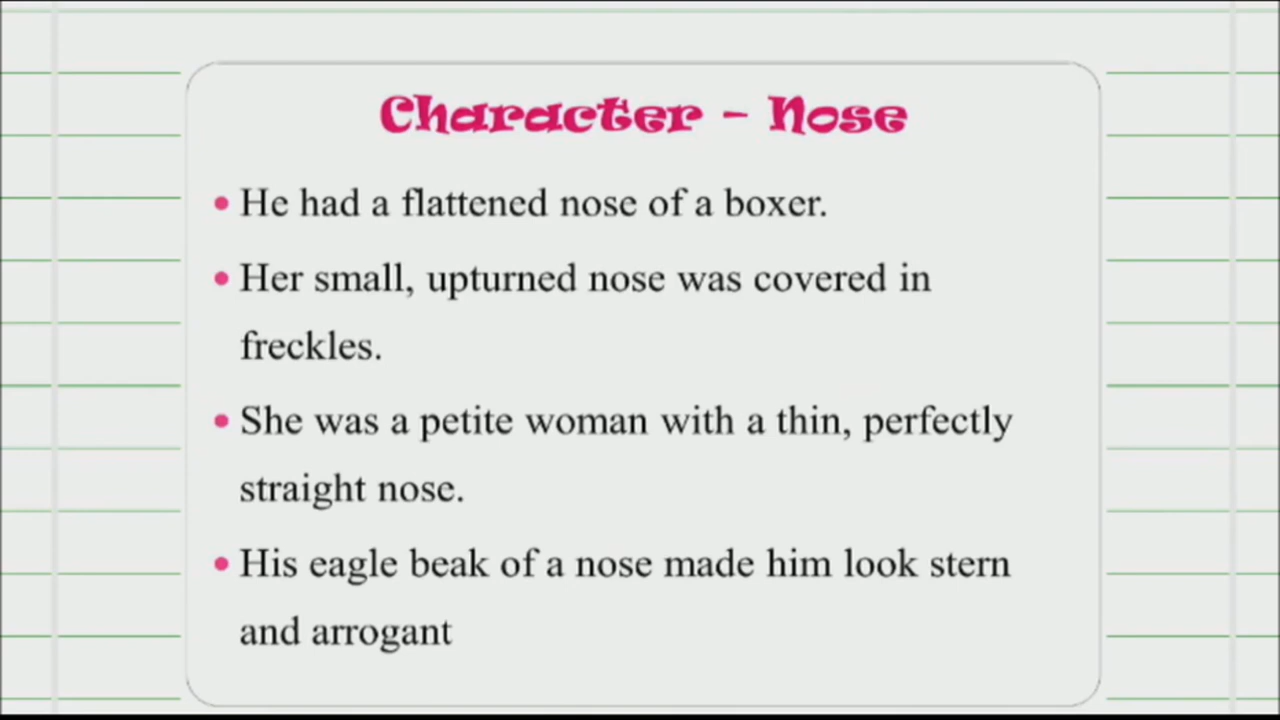 Character - Nose
• He had a flattened nose of a boxer.
• Her small, upturned nose was covered in
freckles.
• She was a petite woman with a thin, perfectly
straight nose.
• His eagle beak of a nose made him look stern
and arrogant